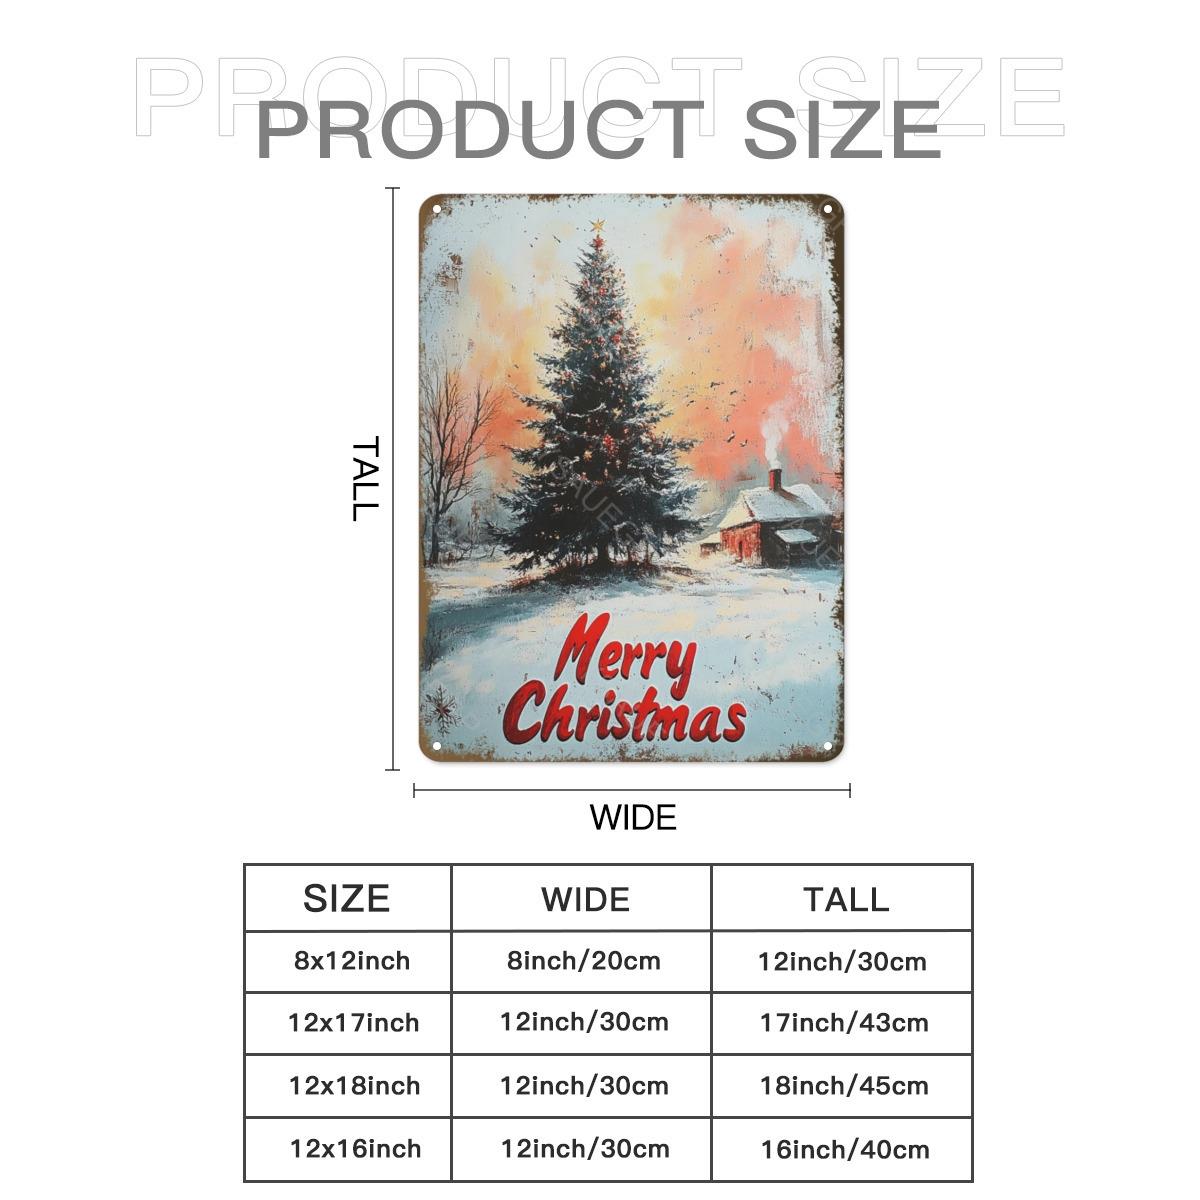 PRODUCT SIZE
PRODUCT SIZE
TALL
Merry
Christmas
WIDE
SIZE WIDE TALL
8x12inch 8inch/20cm 12inch/30cm
12x17inch 12inch/30cm 17inch/43cm
12x18inch 12inch/30cm 18inch/45cm
12x16inch 12inch/30cm 16inch/40cm